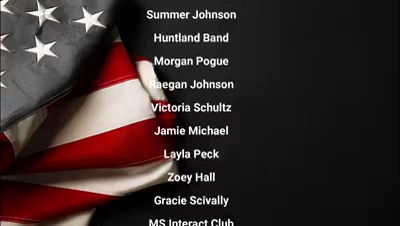 Summer Johnson
Huntland Band
Morgan Pogue
Raegan Johnson
Victoria Schultz
Jamie Michael
Layla Peck
Zoey Hall
Gracie Scivally
MS Interact Club